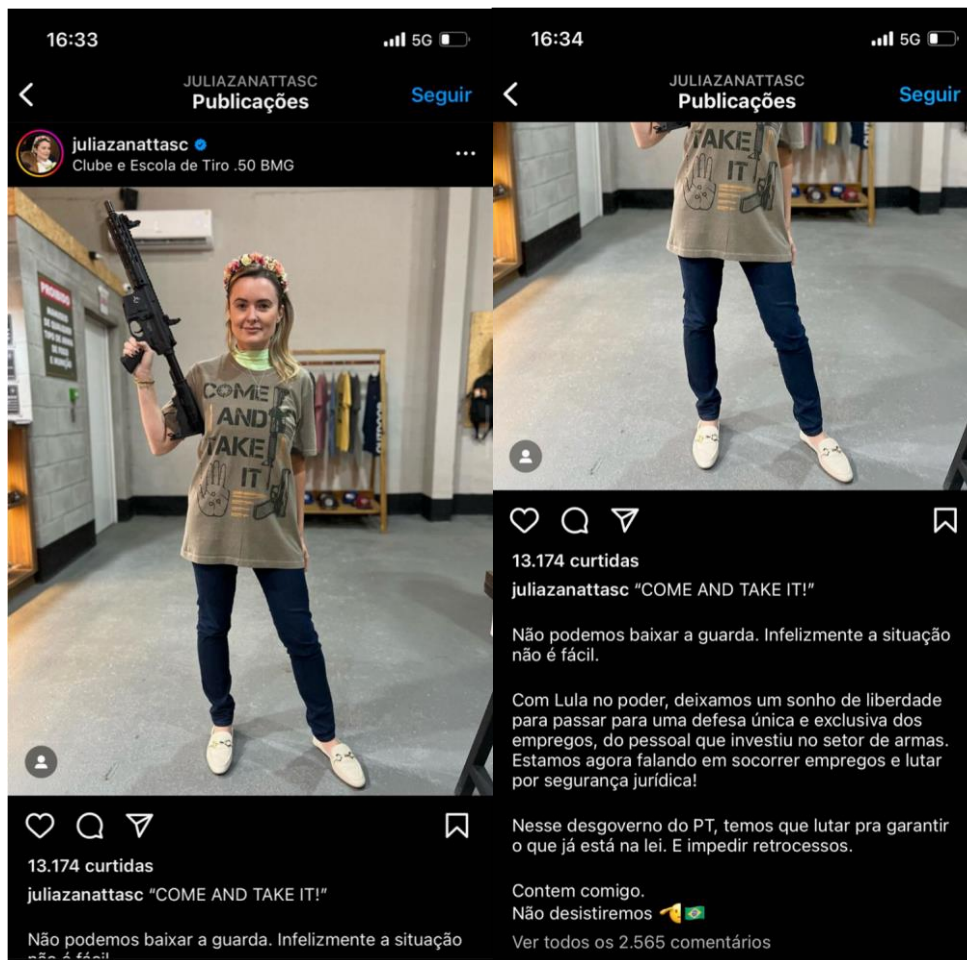 16:33
5G
JULIAZANATTASC
Publicações
Seguir
juliazanattasc
Clube e Escola de Tiro .50 BMG
PROIBIDO
COME
AND
TAKE
IT
OUTDOOR
13.174 curtidas
juliazanattasc “COME AND TAKE IT!”
Não podemos baixar a guarda. Infelizmente a situação
não é fácil.
16:34
5G
JULIAZANATTASC
Publicações
Seguir
TAKE
IT
13.174 curtidas
juliazanattasc “COME AND TAKE IT!”
Não podemos baixar a guarda. Infelizmente a situação
não é fácil.
Com Lula no poder, deixamos um sonho de liberdade
para passar para uma defesa única e exclusiva dos
empregos, do pessoal que investiu no setor de armas.
Estamos agora falando em socorrer empregos e lutar
por segurança jurídica!
Nesse desgoverno do PT, temos que lutar pra garantir
o que já está na lei. E impedir retrocessos.
Contem comigo.
Não desistiremos
Ver todos os 2.565 comentários